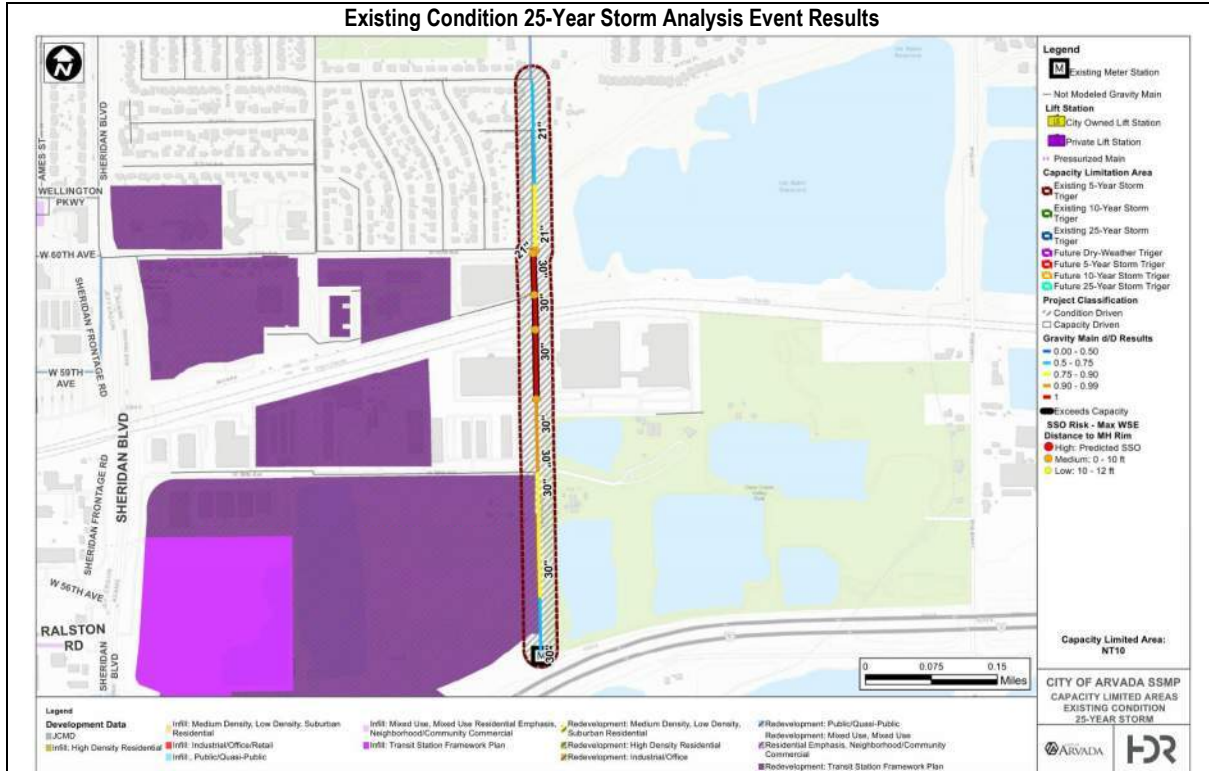 Existing Condition 25-Year Storm Analysis Event Results
N
AMES ST
SHERIDAN BLVD
WELLINGTON
PKWY
W 60TH AVE
SHERIDAN FRONTAGE RD
W 59TH
AVE
SHERIDAN BLVD
SHERIDAN FRONTAGE RD
W 56TH AVE
RALSTON
RD
SHERIDAN
BLVD
21"
21"
21"
30"
30"
30"
30"
30"
30"
30"
30"
M
0 0.075 0.15
Miles
Legend
M Existing Meter Station
Not Modeled Gravity Main
Lift Station
City Owned Lift Station
Private Lift Station
Pressurized Main
Capacity Limitation Area
Existing 5-Year Storm
Triger
Existing 10-Year Storm
Triger
Existing 25-Year Storm
Triger
Future Dry-Weather Triger
Future 5-Year Storm Triger
Future 10-Year Storm Triger
Future 25-Year Storm Triger
Project Classification
Condition Driven
Capacity Driven
Gravity Main d/D Results
0.00 - 0.50
0.5 - 0.75
0.75 - 0.90
0.90 - 0.99
1
Exceeds Capacity
SSO Risk - Max WSE
Distance to MH Rim
High: Predicted SSO
Medium: 0 - 10 ft
Low: 10 - 12 ft
Capacity Limited Area:
NT10
CITY OF ARVADA SSMP
CAPACITY LIMITED AREAS
EXISTING CONDITION
25-YEAR STORM
ARVADA
HDR
Legend
Development Data
JCMD
Infill: High Density Residential
Infill: Medium Density, Low Density, Suburban
Residential
Infill: Industrial/Office/Retail
Infill:, Public/Quasi-Public
Infill: Mixed Use, Mixed Use Residential Emphasis,
Neighborhood/Community Commercial
Infill: Transit Station Framework Plan
Redevelopment: Medium Density, Low Density,
Suburban Residential
Redevelopment: High Density Residential
Redevelopment: Industrial/Office
Redevelopment: Public/Quasi-Public
Redevelopment: Mixed Use, Mixed Use
Residential Emphasis, Neighborhood/Community
Commercial
Redevelopment: Transit Station Framework Plan